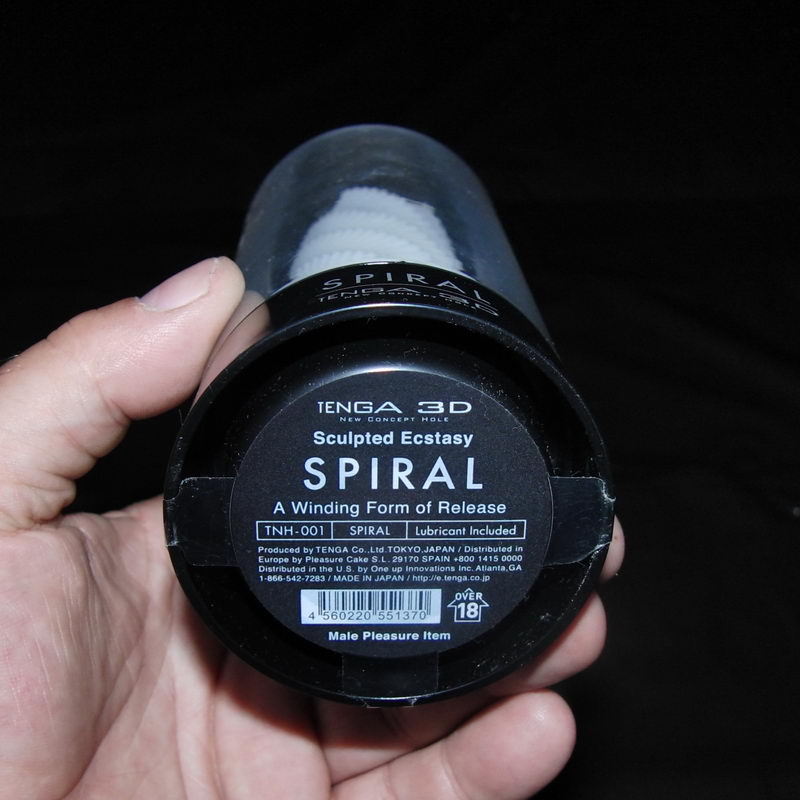 SPIRAL
TENGA 3D
NEW CONCEPT HOLE
TENGA 3D
NEW CONCEPT HOLE
Sculpted Ecstasy
SPIRAL
A Winding Form of Release
TNH-001 SPIRAL Lubricant Included
Produced by TENGA Co.,Ltd.TOKYO,JAPAN / Distributed in
Europe by Pleasure Cake S.L. 29170 SPAIN +800 1415 0000
Distributed in the U.S. by One up Innovations Inc. Atlanta,GA
1-866-542-7283 / MADE IN JAPAN / http://e.tenga.co.jp
4 560220 551370
OVER
18
Male Pleasure Item